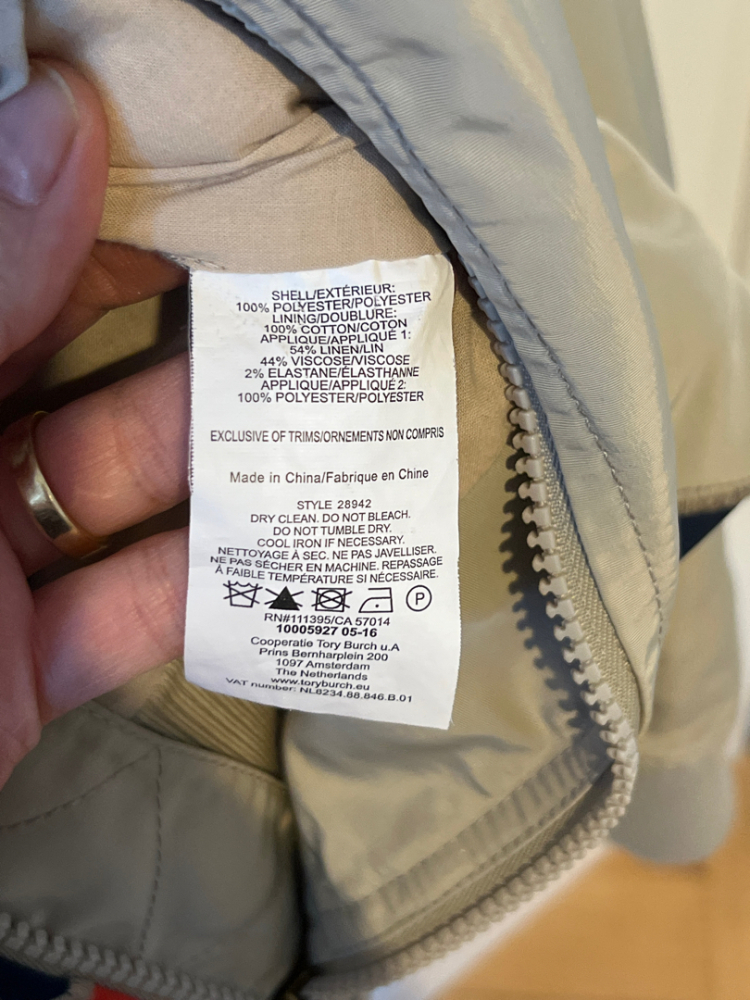 SHELL/EXTÉRIEUR:
100% POLYESTER/POLYESTER
LINING/DOUBLURE:
100% COTTON/COTON
APPLIQUE/APPLIQUÉ 1:
54% LINEN/LIN
44% VISCOSE/VISCOSE
2% ELASTANE/ÉLASTHANNE
APPLIQUE/APPLIQUÉ 2:
100% POLYESTER/POLYESTER
EXCLUSIVE OF TRIMS/ORNEMENTS NON COMPRIS
Made in China/Fabrique en Chine
STYLE 28942
DRY CLEAN. DO NOT BLEACH.
DO NOT TUMBLE DRY.
COOL IRON IF NECESSARY.
NETTOYAGE À SEC. NE PAS JAVELLISER.
NE PAS SÉCHER EN MACHINE. REPASSAGE
À FAIBLE TEMPÉRATURE SI NÉCESSAIRE.
P
RN#111395/CA 57014
10005927 05-16
Cooperatie Tory Burch u.A
Prins Bernharplein 200
1097 Amsterdam
The Netherlands
www.toryburch.eu
VAT number: NL8234.88.846.B.01